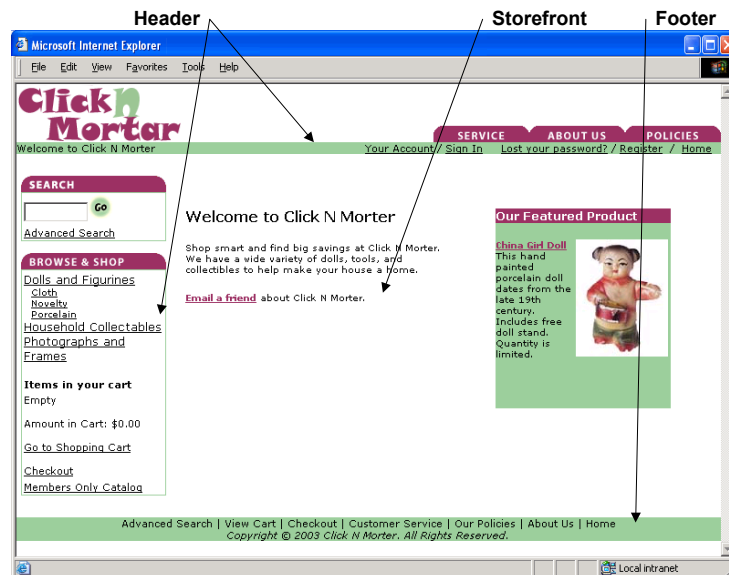 Header Storefront Footer
Microsoft Internet Explorer
File Edit View Favorites Tools Help
Click n
Mortar
SERVICE ABOUT US POLICIES
Welcome to Click N Morter Your Account / Sign In Lost your password? / Register / Home
SEARCH
Go
Advanced Search
BROWSE & SHOP
Dolls and Figurines
Cloth
Novelty
Porcelain
Household Collectables
Photographs and
Frames
Items in your cart
Empty
Amount in Cart: $0.00
Go to Shopping Cart
Checkout
Members Only Catalog
Welcome to Click N Morter
Shop smart and find big savings at Click N Morter.
We have a wide variety of dolls, tools, and
collectibles to help make your house a home.
Email a friend about Click N Morter.
Our Featured Product
China Girl Doll
This hand
painted
porcelain doll
dates from the
late 19th
century.
Includes free
doll stand.
Quantity is
limited.
Advanced Search | View Cart | Checkout | Customer Service | Our Policies | About Us | Home
Copyright © 2003 Click N Morter. All Rights Reserved.
Local intranet